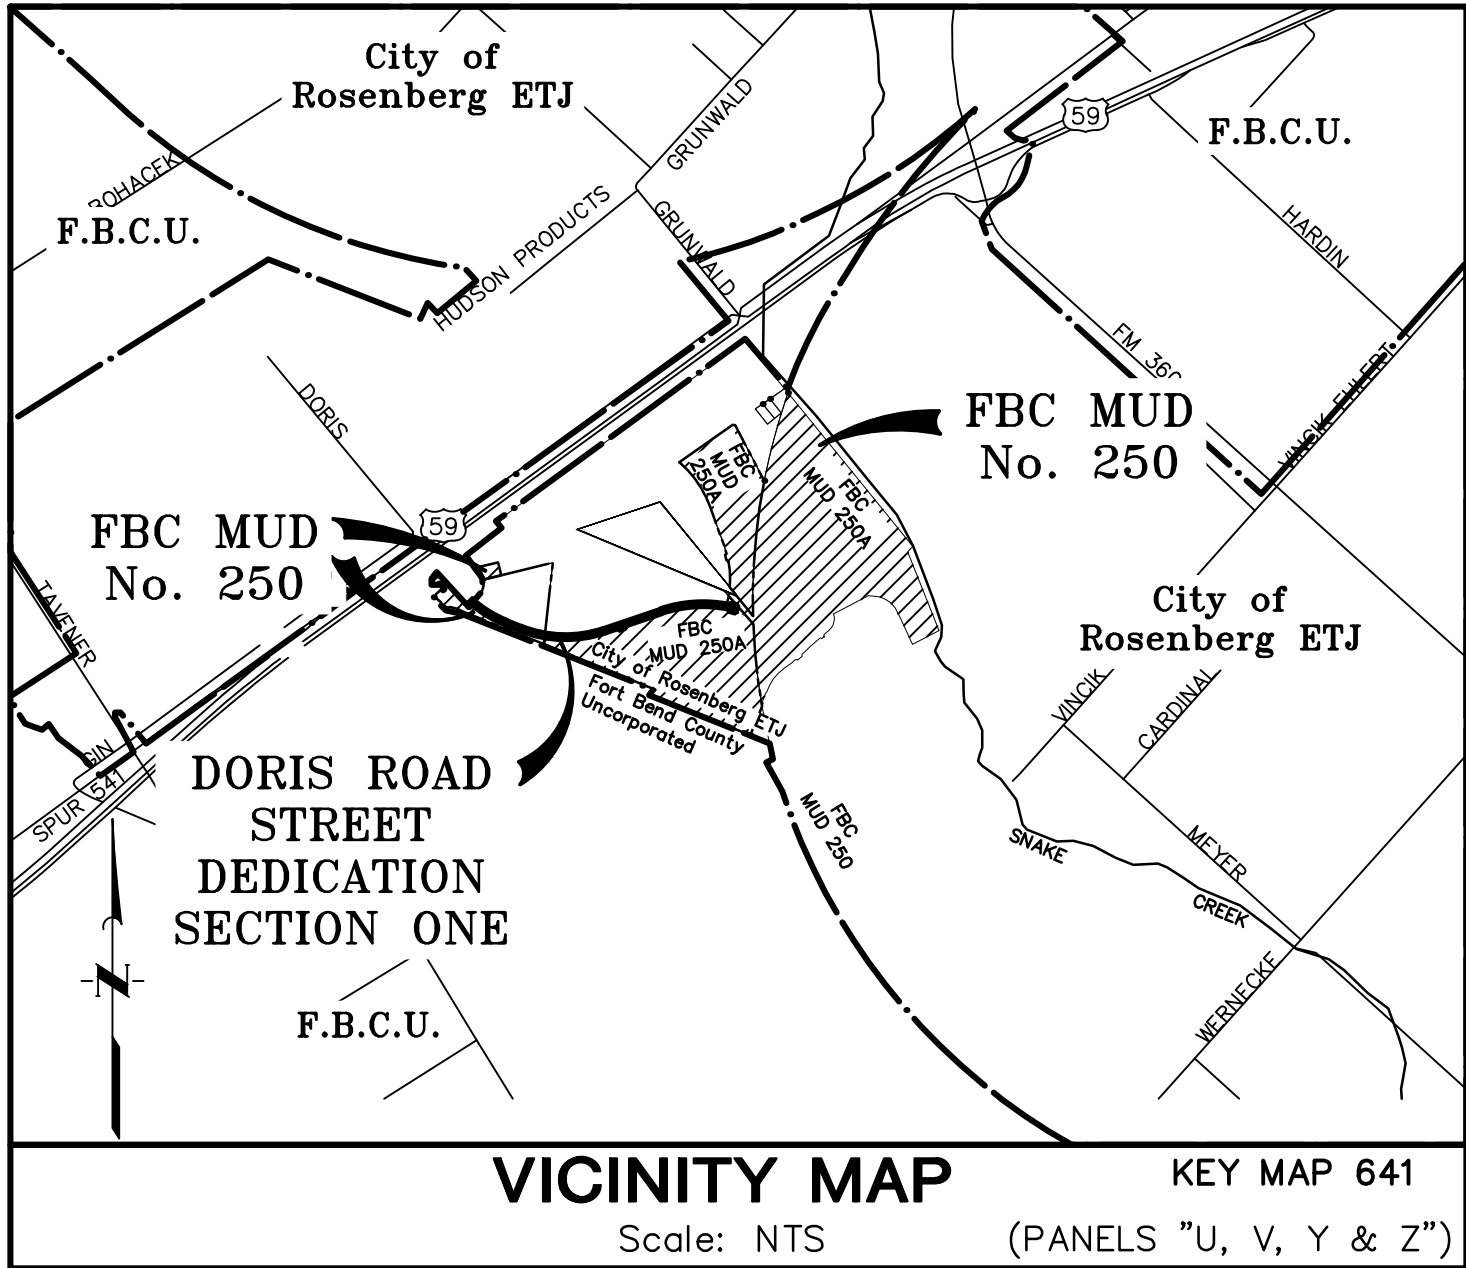 City of
Rosenberg ETJ
GRUNWALD
59
F.B.C.U.
BOHACEK
F.B.C.U.
HUDSON PRODUCTS
GRUNWALD
HARDIN
FM 360
VINCIK EHLERT
DORIS
FBC MUD
No. 250
FBC
MUD
250A
FBC
MUD 250A
FBC MUD
No. 250
59
TAVENER
City of
Rosenberg ETJ
FBC
MUD 250A
City of Rosenberg ETJ
Fort Bend County
Uncorporated
VINCIK
CARDINAL
GIN
SPUR 541
DORIS ROAD
STREET
DEDICATION
SECTION ONE
FBC
MUD 250
SNAKE
MEYER
CREEK
WERNECKE
N
F.B.C.U.
VICINITY MAP
KEY MAP 641
Scale: NTS
(PANELS "U, V, Y & Z")